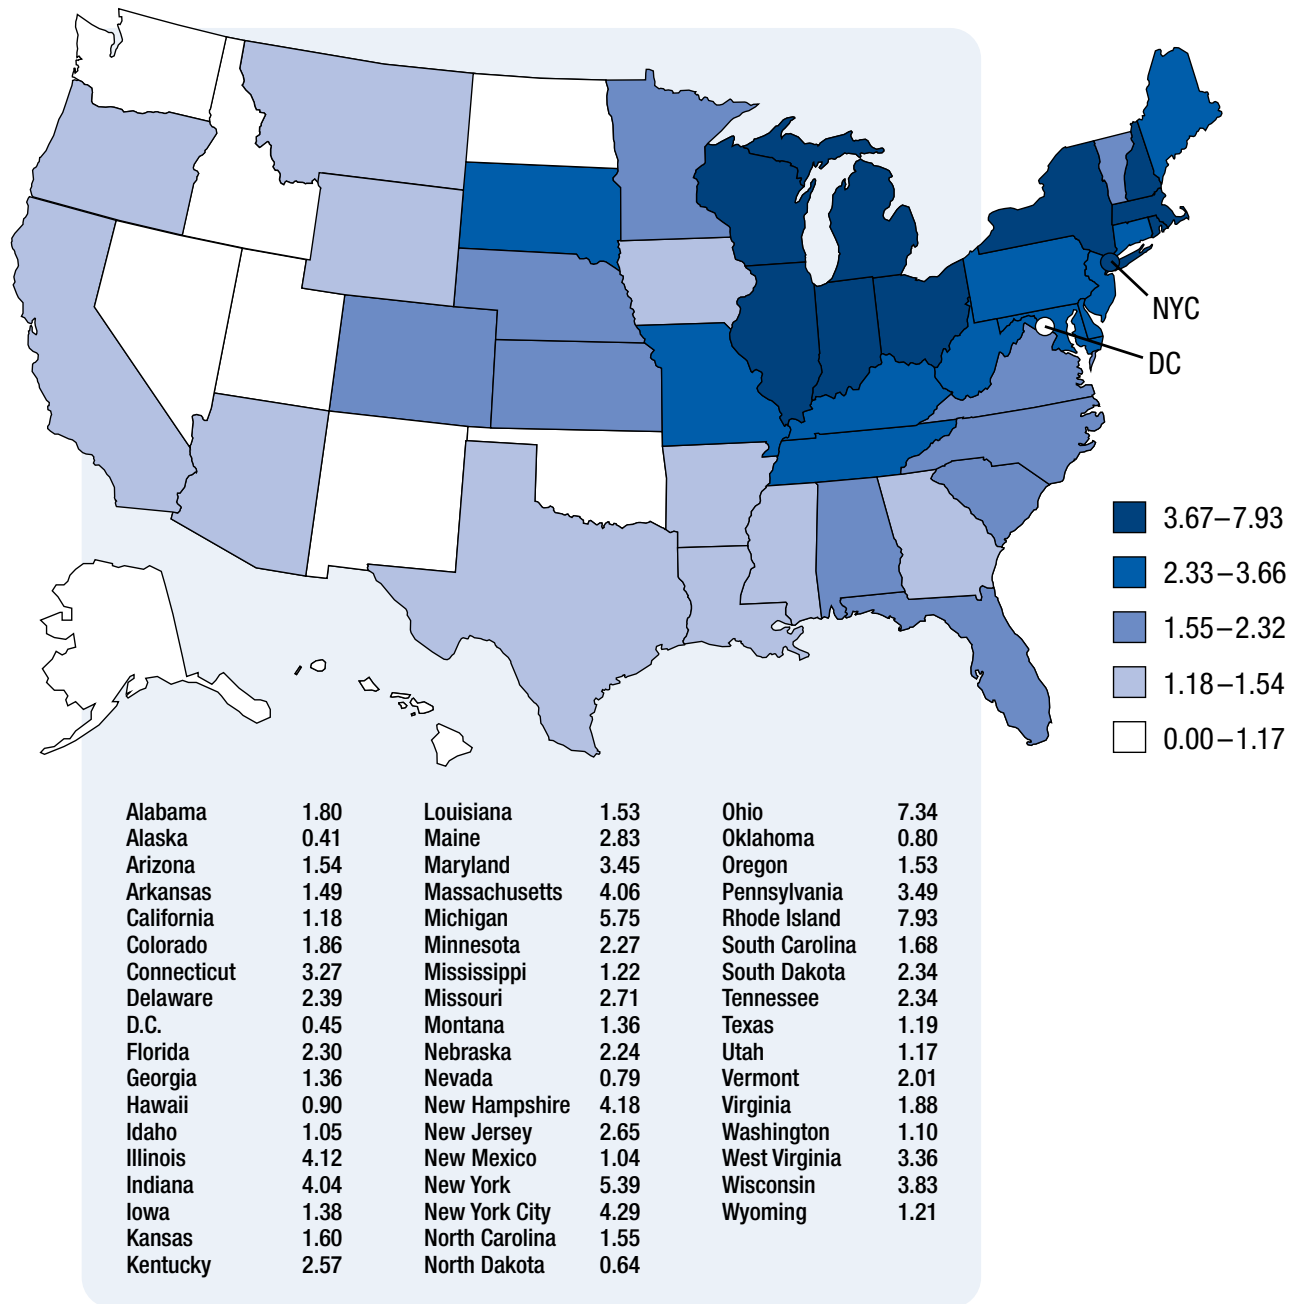 NYC
DC
3.67–7.93
2.33–3.66
1.55–2.32
1.18–1.54
0.00–1.17
Alabama 1.80
Alaska 0.41
Arizona 1.54
Arkansas 1.49
California 1.18
Colorado 1.86
Connecticut 3.27
Delaware 2.39
D.C. 0.45
Florida 2.30
Georgia 1.36
Hawaii 0.90
Idaho 1.05
Illinois 4.12
Indiana 4.04
Iowa 1.38
Kansas 1.60
Kentucky 2.57
Louisiana 1.53
Maine 2.83
Maryland 3.45
Massachusetts 4.06
Michigan 5.75
Minnesota 2.27
Mississippi 1.22
Missouri 2.71
Montana 1.36
Nebraska 2.24
Nevada 0.79
New Hampshire 4.18
New Jersey 2.65
New Mexico 1.04
New York 5.39
New York City 4.29
North Carolina 1.55
North Dakota 0.64
Ohio 7.34
Oklahoma 0.80
Oregon 1.53
Pennsylvania 3.49
Rhode Island 7.93
South Carolina 1.68
South Dakota 2.34
Tennessee 2.34
Texas 1.19
Utah 1.17
Vermont 2.01
Virginia 1.88
Washington 1.10
West Virginia 3.36
Wisconsin 3.83
Wyoming 1.21